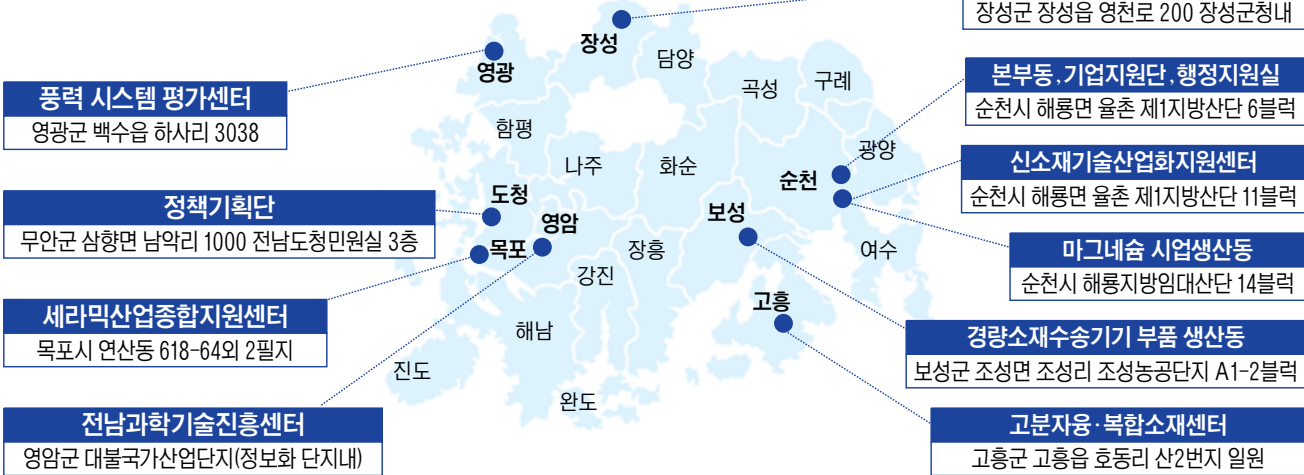 장성군 장성읍 영천로 200 장성군청내
풍력 시스템 평가센터
영광군 백수읍 하사리 3038
정책기획단
무안군 삼향면 남악리 1000 전남도청민원실 3층
세라믹산업종합지원센터
목포시 연산동 618-64외 2필지
전남과학기술진흥센터
영암군 대불국가산업단지(정보화 단지내)
장성
담양
영광
곡성
구례
함평
나주
화순
순천
광양
도청
영암
보성
목포
장흥
여수
강진
고흥
해남
진도
완도
본부동,기업지원단,행정지원실
순천시 해룡면 율촌 제1지방산단 6블럭
신소재기술산업화지원센터
순천시 해룡면 율촌 제1지방산단 11블럭
마그네슘 시업생산동
순천시 해룡지방임대산단 14블럭
경량소재수송기기 부품 생산동
보성군 조성면 조성리 조성농공단지 A1-2블럭
고분자융·복합소재센터
고흥군 고흥읍 호동리 산2번지 일원